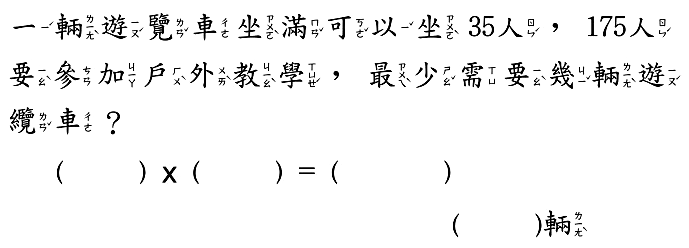 一輛遊覽車坐滿可以坐35人，175人
要參加戶外教學，最少需要幾輛遊
纜車？
(　　) x (　　) = (　　)
(　　)輛